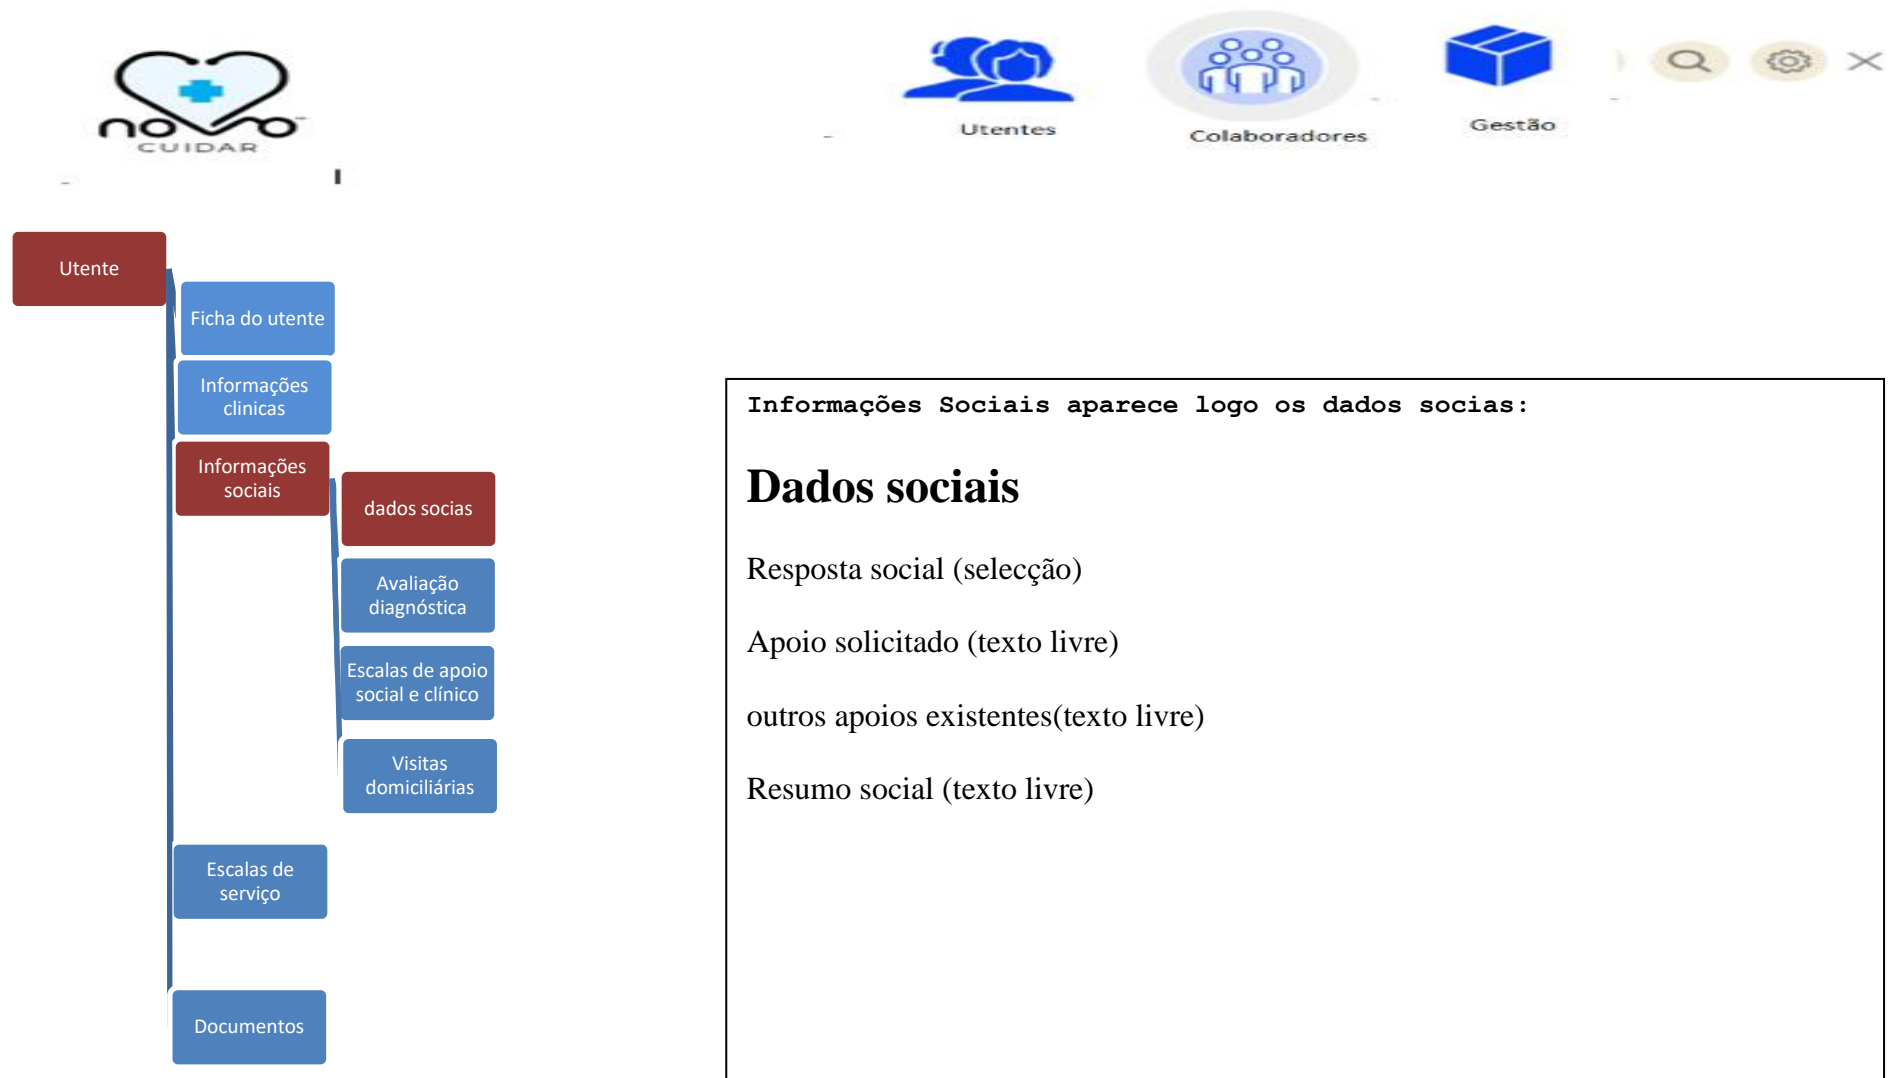 novo
CUIDAR
Utentes
Colaboradores
Gestão
Utente
Ficha do utente
Informações
clinicas
Informações
sociais
dados socias
Avaliação
diagnóstica
Escalas de apoio
social e clínico
Visitas
domiciliárias
Escalas de
serviço
Documentos
Informações Sociais aparece logo os dados socias:
Dados sociais
Resposta social (selecção)
Apoio solicitado (texto livre)
outros apoios existentes(texto livre)
Resumo social (texto livre)